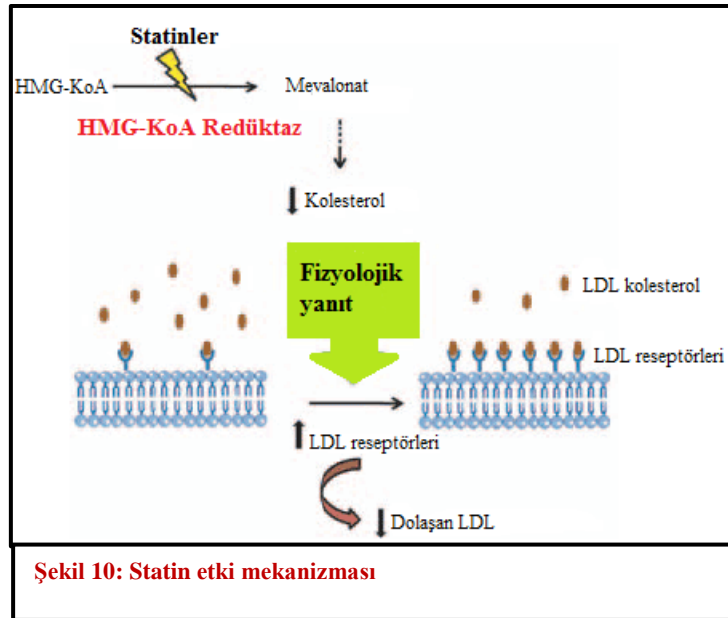 Statinler
HMG-KoA
Mevalonat
HMG-KoA Redüktaz
Kolesterol
Fizyolojik
yanıt
LDL kolesterol
LDL reseptörleri
LDL reseptörleri
Dolaşan LDL
Şekil 10: Statin etki mekanizması